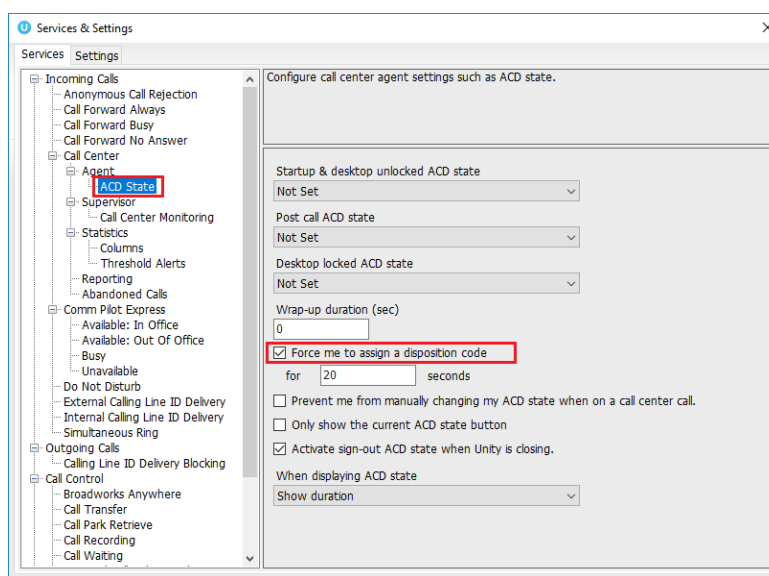 Services & Settings
Services Settings
Incoming Calls
Anonymous Call Rejection
Call Forward Always
Call Forward Busy
Call Forward No Answer
Call Center
Agent
ACD State
Supervisor
Call Center Monitoring
Statistics
Columns
Threshold Alerts
Reporting
Abandoned Calls
Comm Pilot Express
Available: In Office
Available: Out Of Office
Busy
Unavailable
Do Not Disturb
External Calling Line ID Delivery
Internal Calling Line ID Delivery
Simultaneous Ring
Outgoing Calls
Calling Line ID Delivery Blocking
Call Control
Broadworks Anywhere
Call Transfer
Call Park Retrieve
Call Recording
Call Waiting
Configure call center agent settings such as ACD state.
Startup & desktop unlocked ACD state
Not Set
Post call ACD state
Not Set
Desktop locked ACD state
Not Set
Wrap-up duration (sec)
0
Force me to assign a disposition code
for 20 seconds
Prevent me from manually changing my ACD state when on a call center call.
Only show the current ACD state button
Activate sign-out ACD state when Unity is closing.
When displaying ACD state
Show duration